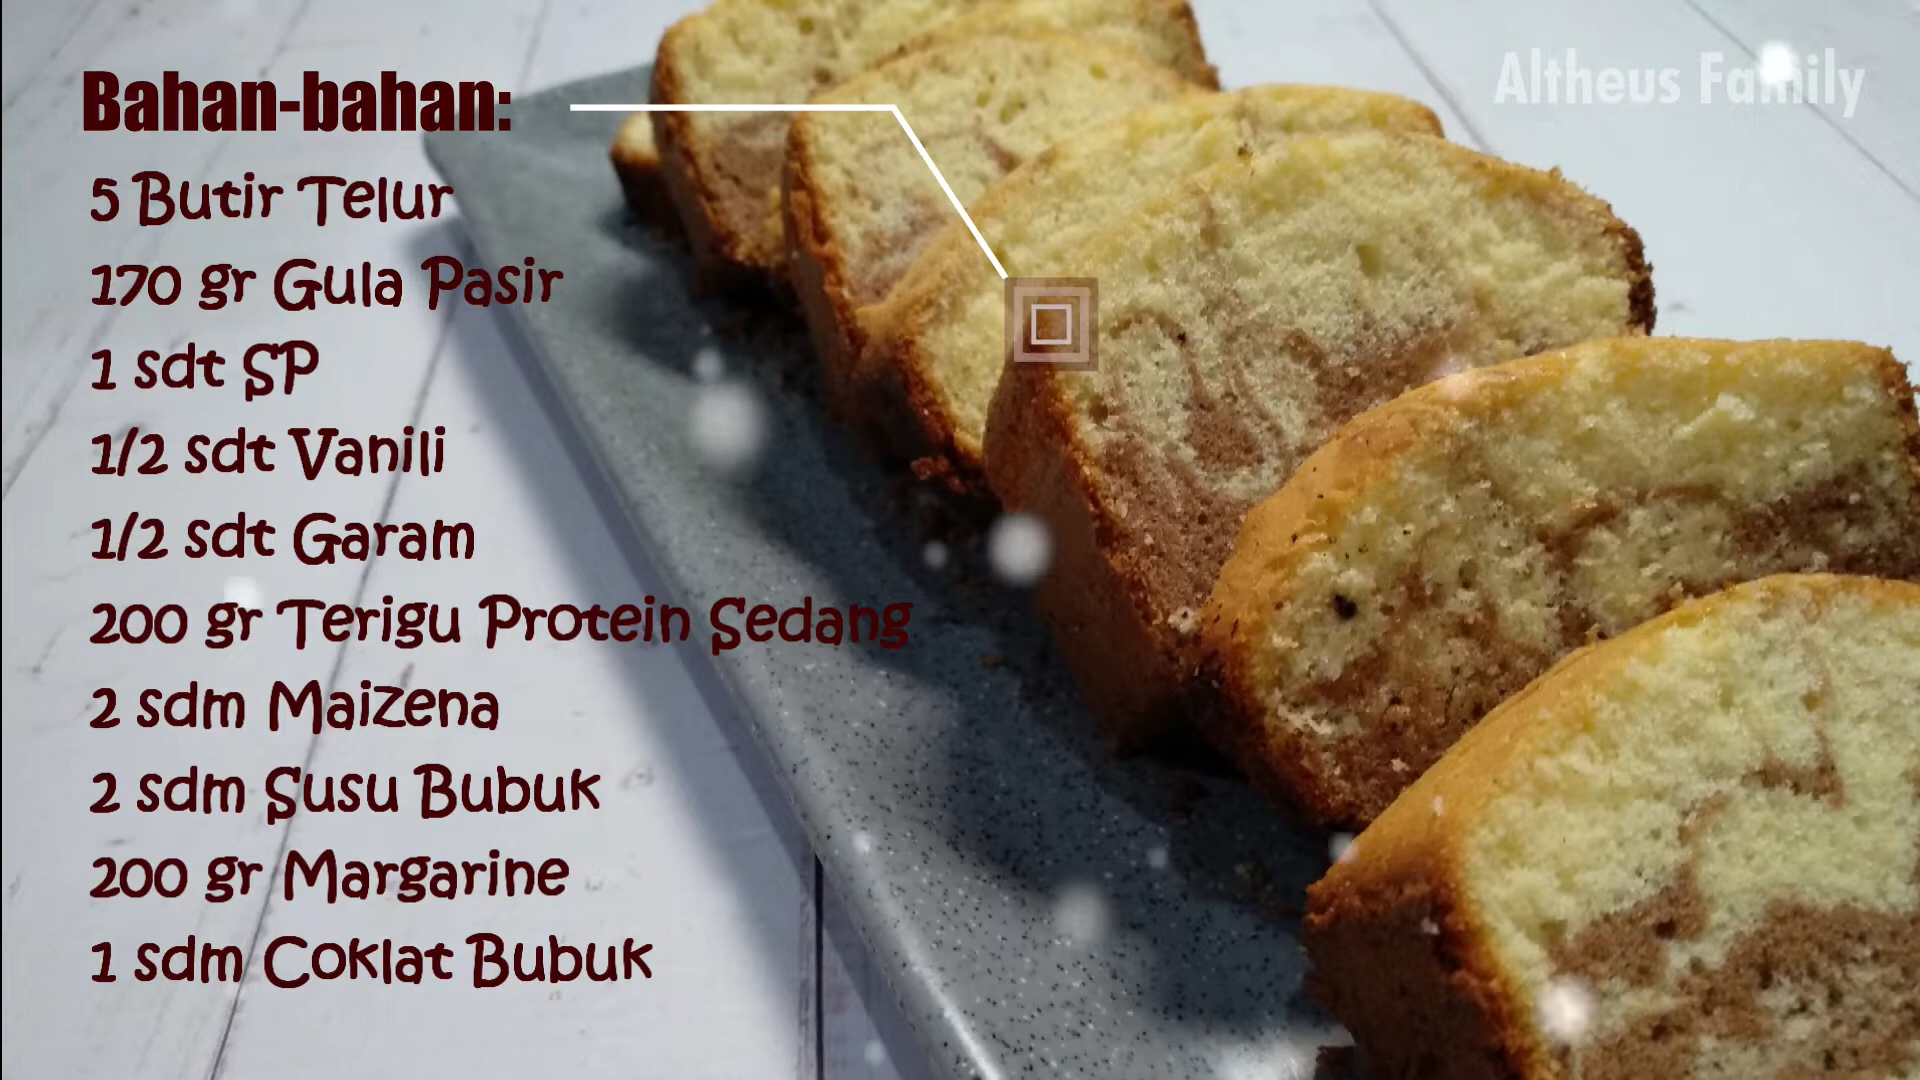 Bahan-bahan:
Altheus Family
5 Butir Telur
170 gr Gula Pasir
1 sdt SP
1/2 sdt Vanili
1/2 sdt Garam
200 gr Terigu Protein Sedang
2 sdm Maizena
2 sdm Susu Bubuk
200 gr Margarine
1 sdm Coklat Bubuk